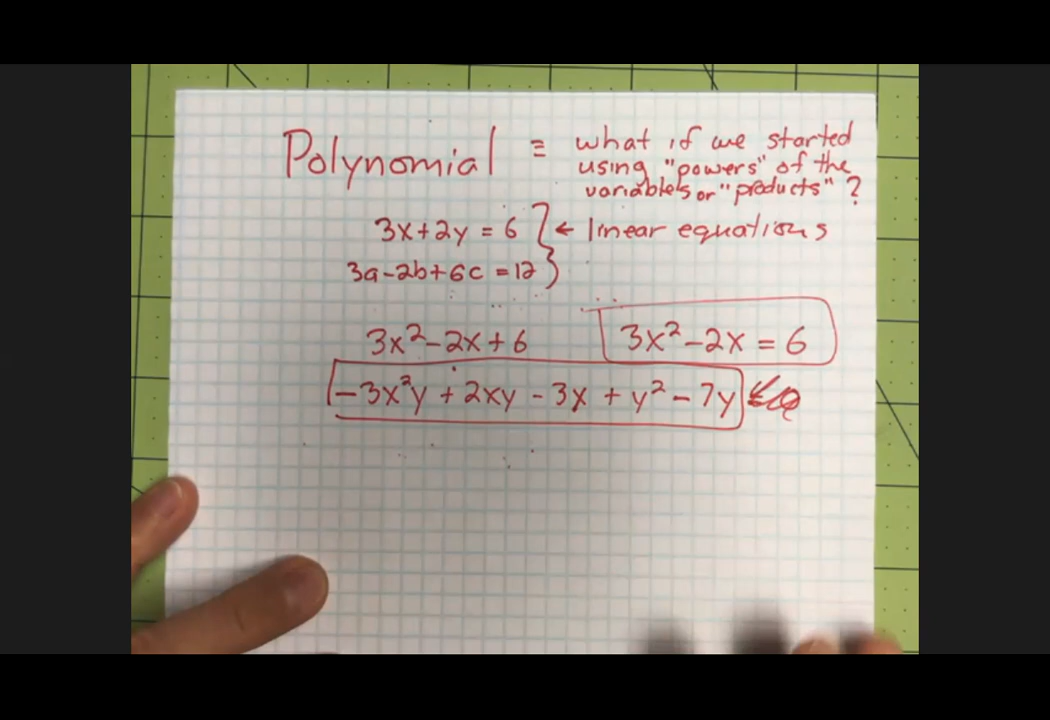 Polynomial ≡ what if we started
using "powers" of the
variables or "products" ?
3x+2y = 6 } ← linear equations
3a-2b+6c = 12
3x²-2x+6 3x²-2x = 6
-3x²y + 2xy - 3x + y² - 7y